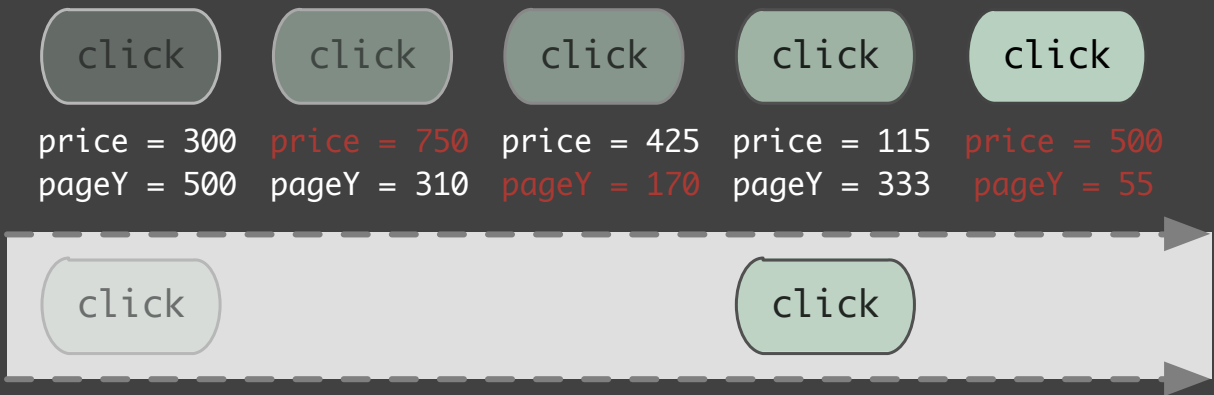 click click click click click
price = 300 price = 750 price = 425 price = 115 price = 500
pageY = 500 pageY = 310 pageY = 170 pageY = 333 pageY = 55
click click